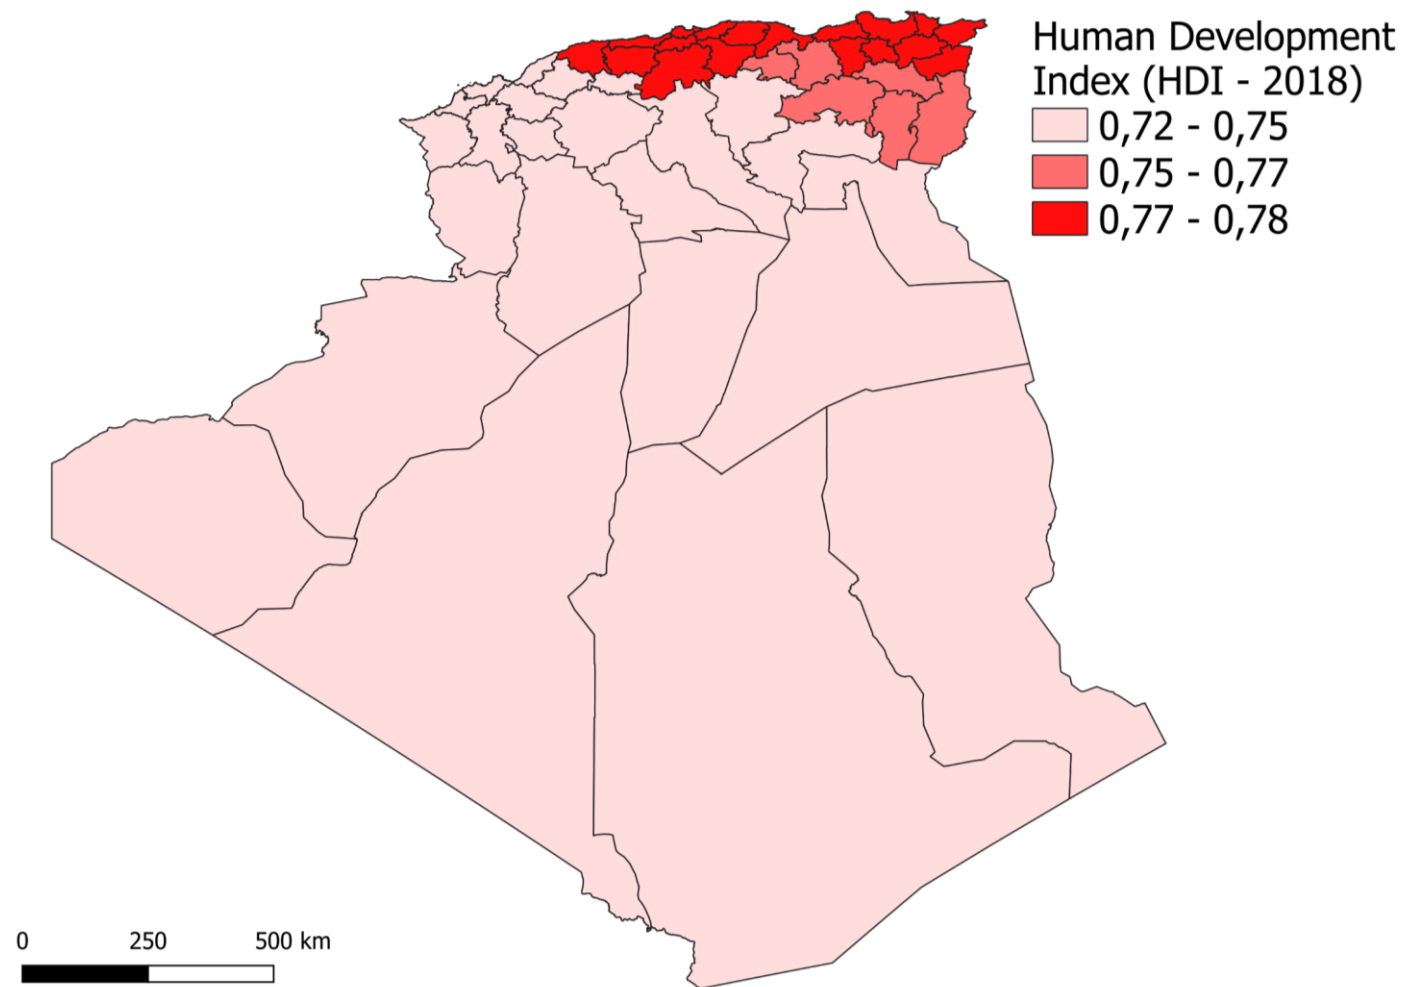 Human Development
Index (HDI - 2018)
0,72 - 0,75
0,75 - 0,77
0,77 - 0,78
0 250 500 km